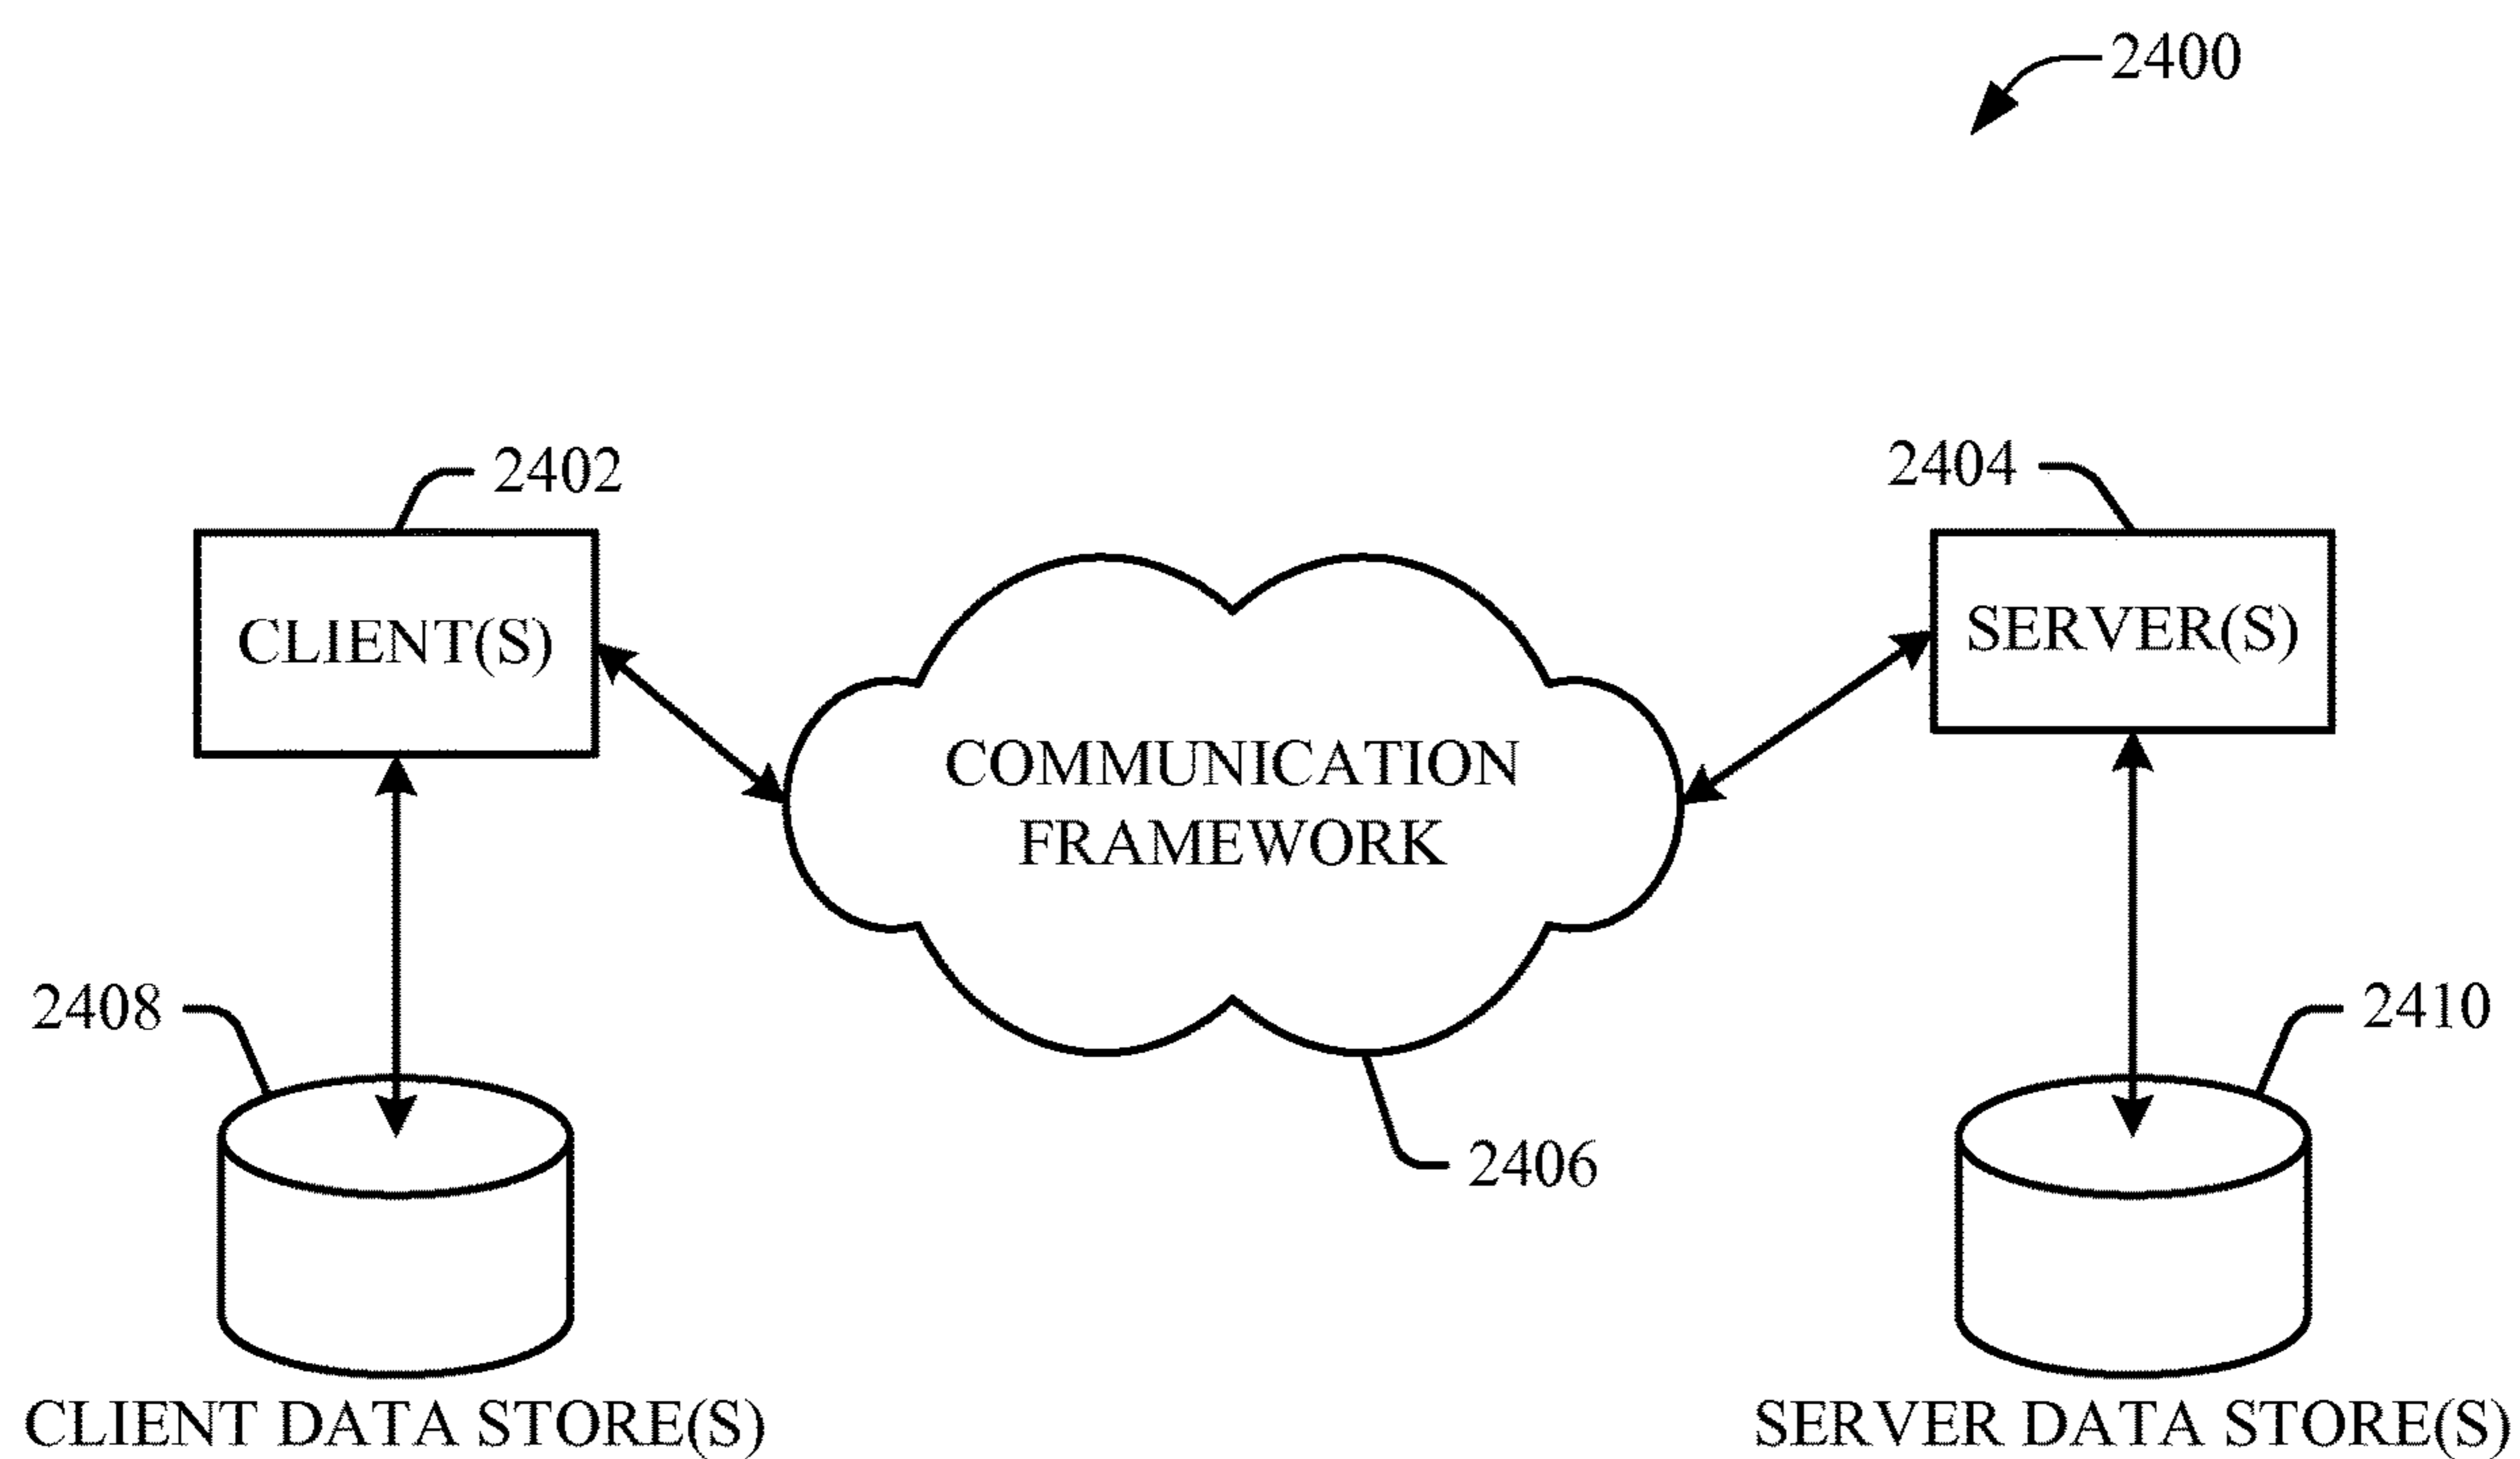 2400
2402
2404
CLIENT(S)
SERVER(S)
COMMUNICATION
FRAMEWORK
2408
2410
2406
CLIENT DATA STORE(S)
SERVER DATA STORE(S)